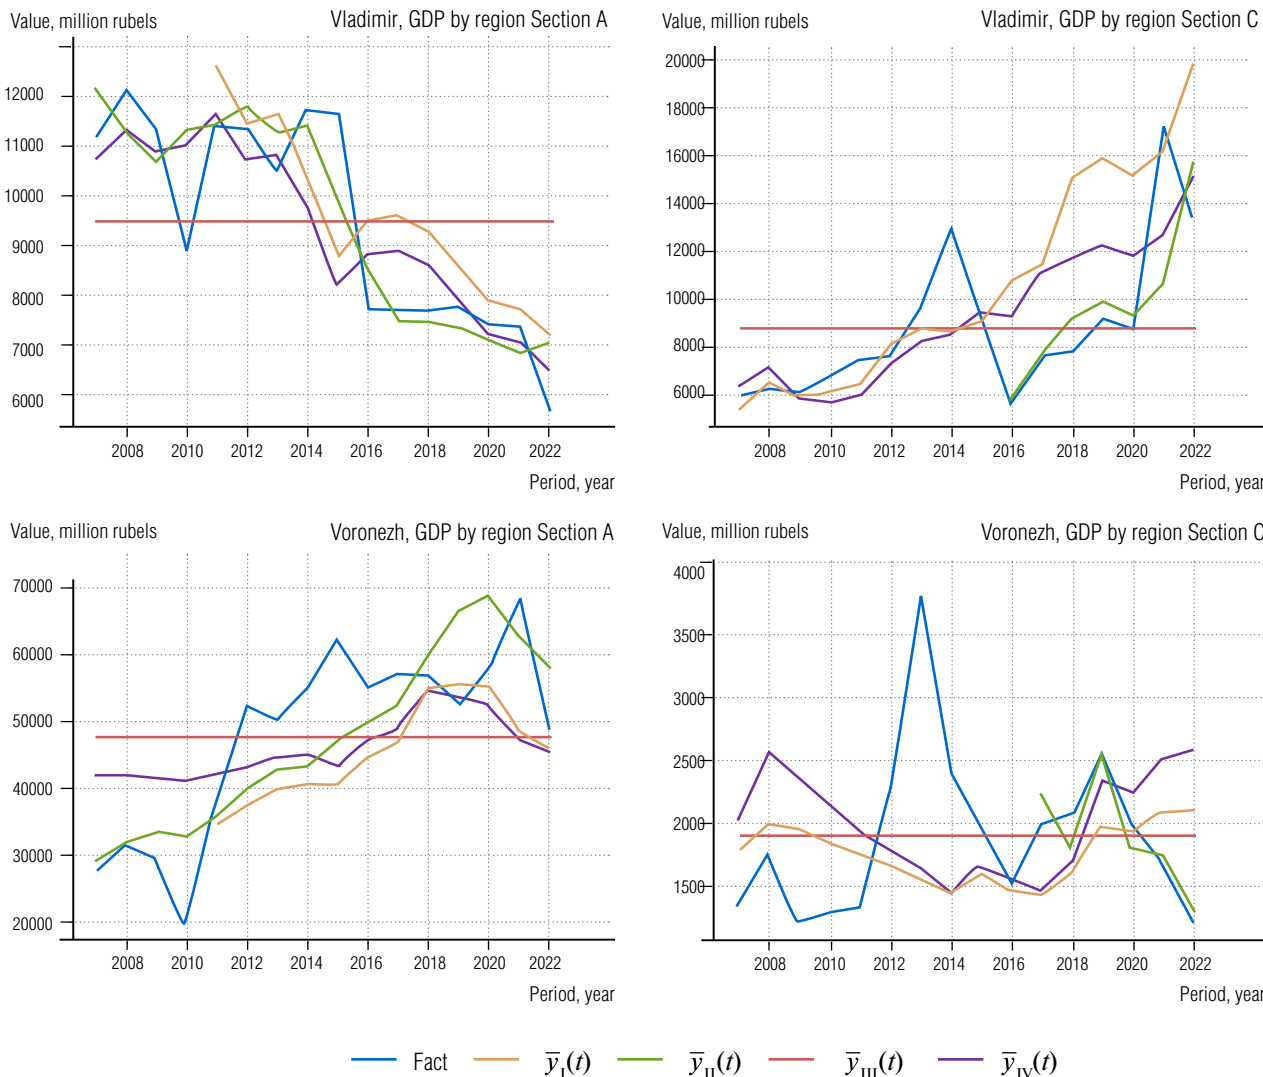 Value, million rubels
Vladimir, GDP by region Section A
12000
11000
10000
9000
8000
7000
6000
2008 2010 2012 2014 2016 2018 2020 2022
Period, year
Value, million rubels
Vladimir, GDP by region Section C
20000
18000
16000
14000
12000
10000
8000
6000
2008 2010 2012 2014 2016 2018 2020 2022
Period, year
Value, million rubels
Voronezh, GDP by region Section A
70000
60000
50000
40000
30000
20000
2008 2010 2012 2014 2016 2018 2020 2022
Period, year
Value, million rubels
Voronezh, GDP by region Section
4000
3500
3000
2500
2000
1500
2008 2010 2012 2014 2016 2018 2020 2022
Period, year
Fact y̅_I(t) y̅_II(t) y̅_III(t) y̅_IV(t)